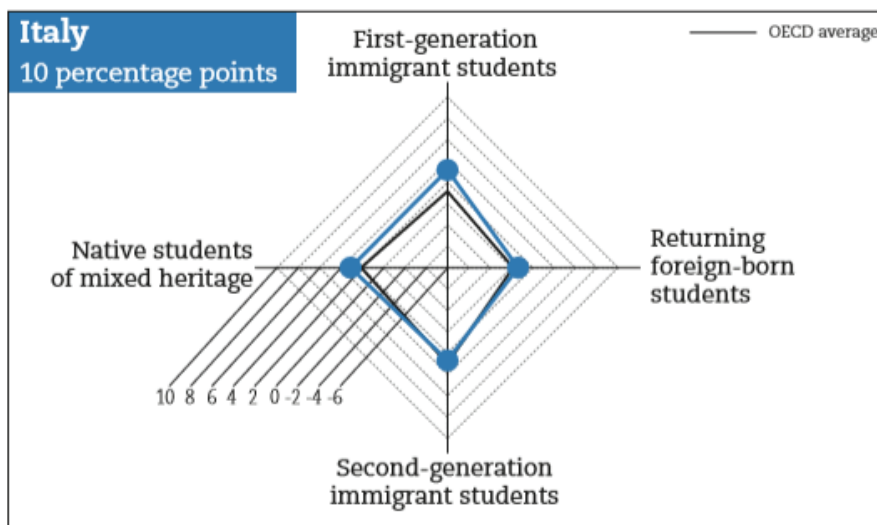 Italy
10 percentage points
OECD average
First-generation
immigrant students
Native students
of mixed heritage
Returning
foreign-born
students
10 8 6 4 2 0 -2 -4 -6
Second-generation
immigrant students